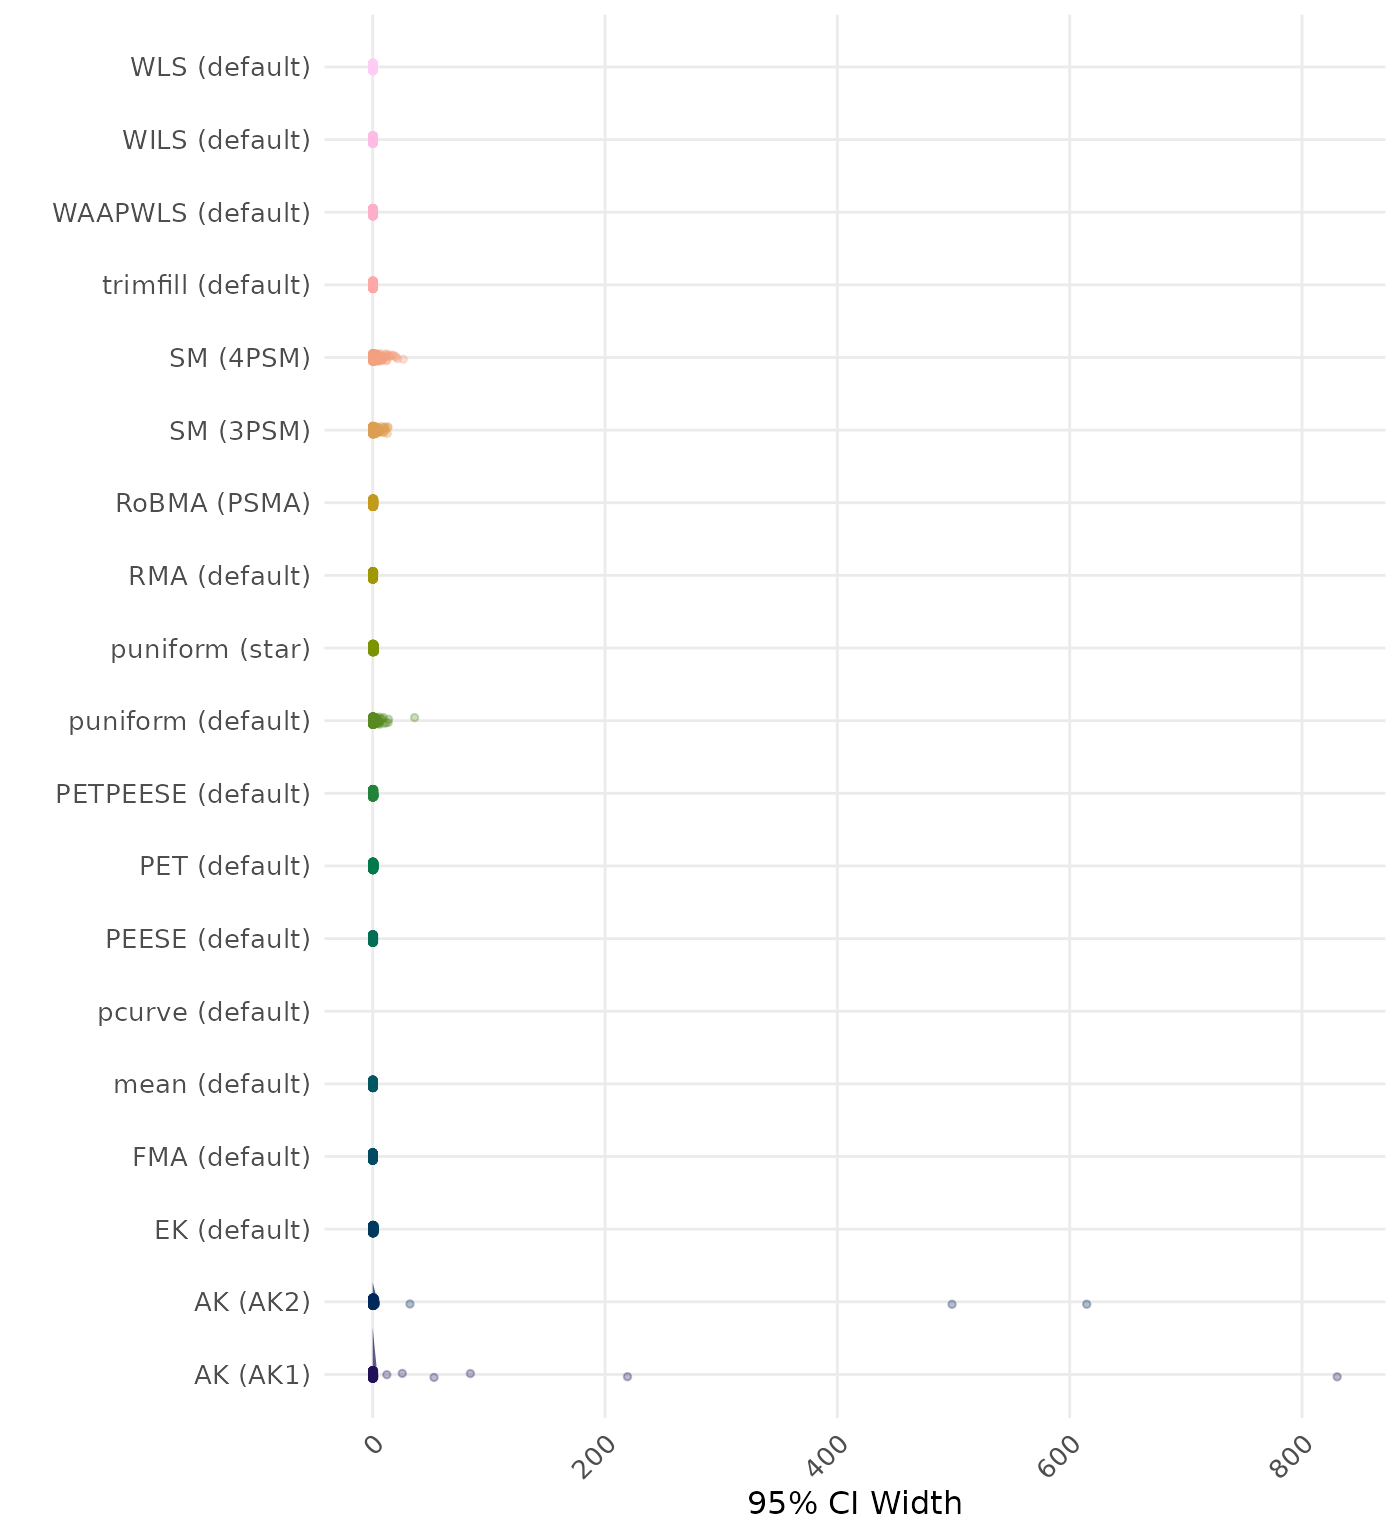 WLS (default)
WILS (default)
WAAPWLS (default)
trimfill (default)
SM (4PSM)
SM (3PSM)
RoBMA (PSMA)
RMA (default)
puniform (star)
puniform (default)
PETPEESE (default)
PET (default)
PEESE (default)
pcurve (default)
mean (default)
FMA (default)
EK (default)
AK (AK2)
AK (AK1)
0 200 400 600 800
95% CI Width